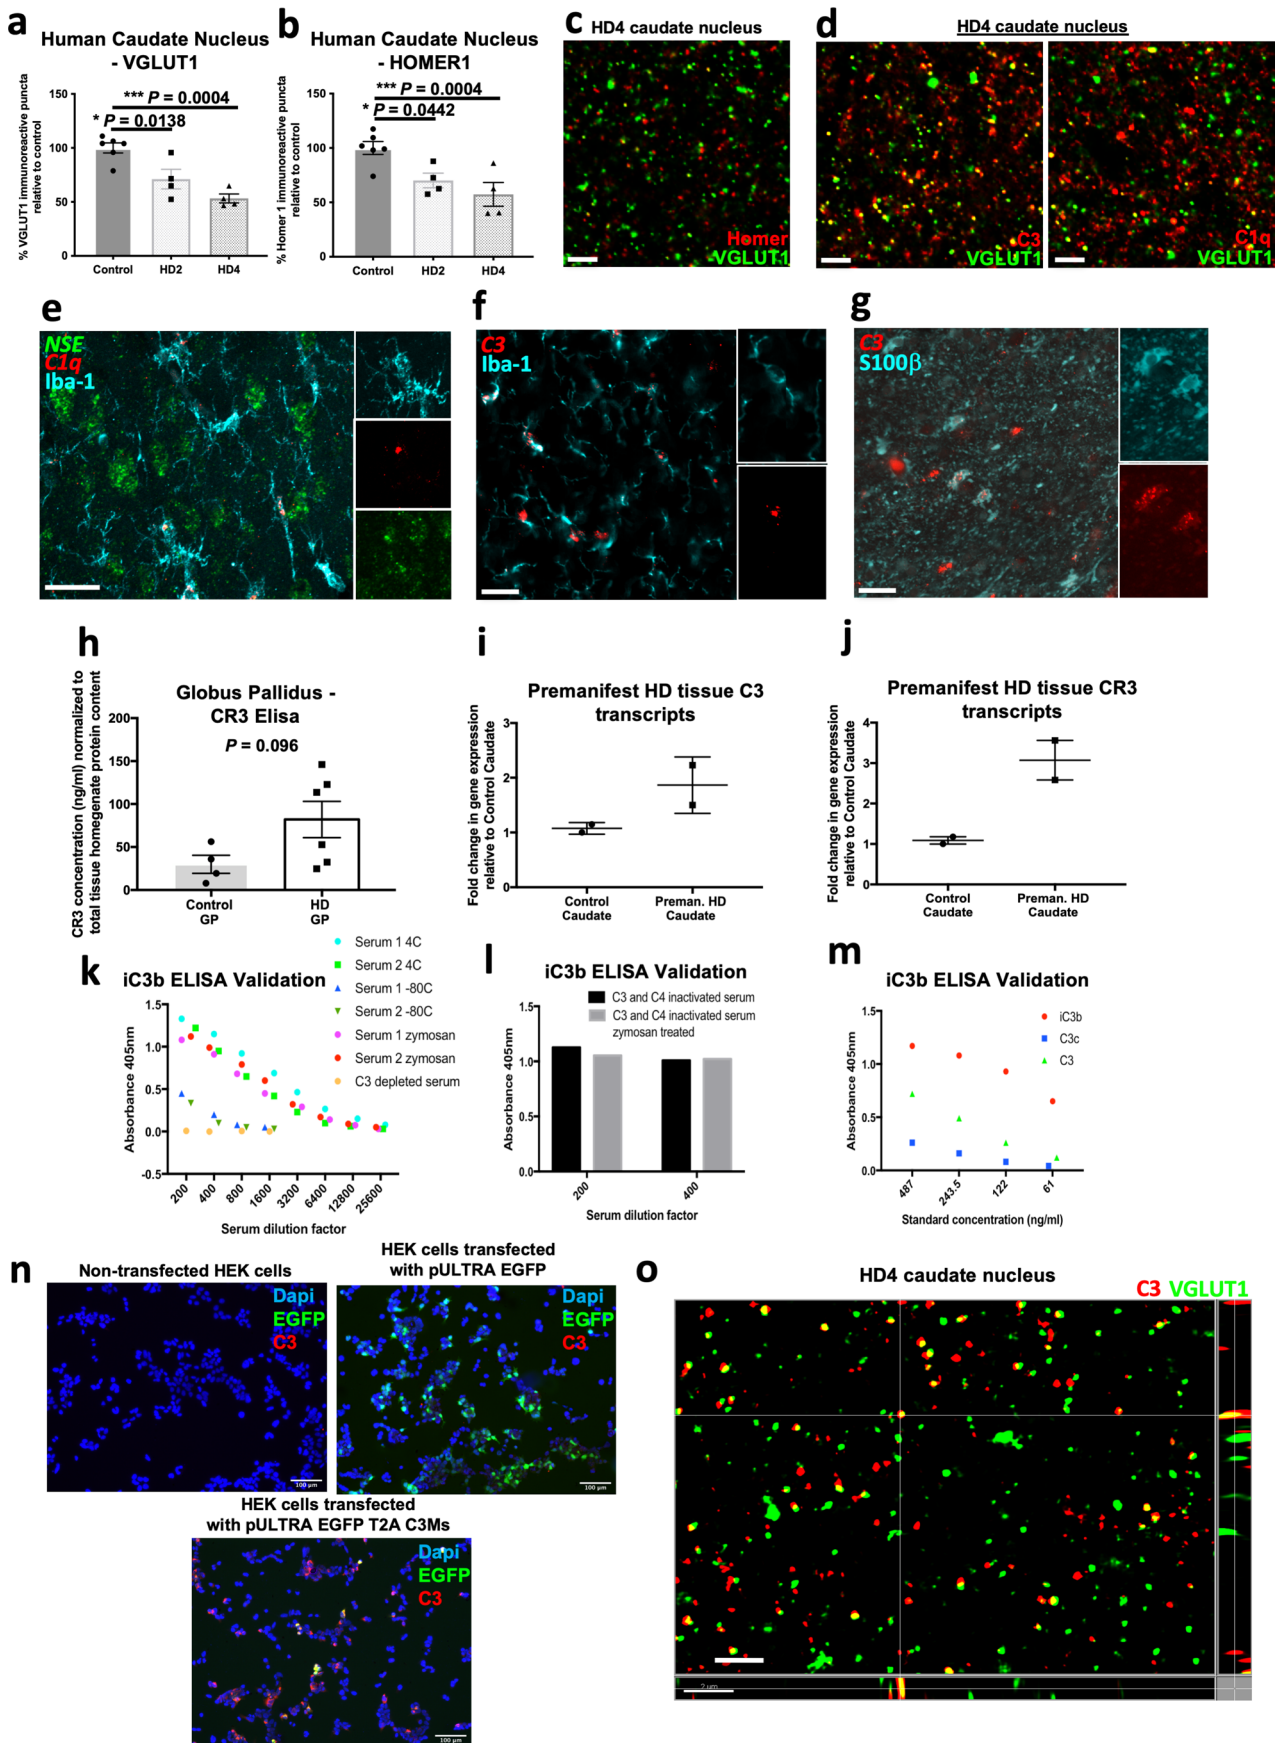 a
Human Caudate Nucleus
- VGLUT1
% VGLUT1 immunoreactive puncta
relative to control
150
100
50
0
*** P = 0.0004
* P = 0.0138
Control HD2 HD4
b
Human Caudate Nucleus
- HOMER1
% Homer 1 immunoreactive puncta
relative to control
150
100
50
0
*** P = 0.0004
* P = 0.0442
Control HD2 HD4
c
HD4 caudate nucleus
Homer
VGLUT1
d
HD4 caudate nucleus
C3
VGLUT1
C1q
VGLUT1
e
NSE
C1q
Iba-1
f
C3
Iba-1
g
C3
S100β
h
Globus Pallidus -
CR3 Elisa
CR3 concentration (ng/ml) normalized to
total tissue homegenate protein content
200
150
100
50
0
P = 0.096
Control
GP
HD
GP
i
Premanifest HD tissue C3
transcripts
Fold change in gene expression
relative to Control Caudate
3
2
1
0
Control
Caudate
Preman. HD
Caudate
j
Premanifest HD tissue CR3
transcripts
Fold change in gene expression
relative to Control Caudate
4
3
2
1
0
Control
Caudate
Preman. HD
Caudate
k
iC3b ELISA Validation
Serum 1 4C
Serum 2 4C
Serum 1 -80C
Serum 2 -80C
Serum 1 zymosan
Serum 2 zymosan
C3 depleted serum
Absorbance 405nm
1.5
1.0
0.5
0.0
-0.5
200 400 800 1600 3200 6400 12800 25600
Serum dilution factor
l
iC3b ELISA Validation
C3 and C4 inactivated serum
C3 and C4 inactivated serum
zymosan treated
Absorbance 405nm
1.5
1.0
0.5
0.0
200 400
Serum dilution factor
m
iC3b ELISA Validation
iC3b
C3c
C3
Absorbance 405nm
1.5
1.0
0.5
0.0
487 243.5 122 61
Standard concentration (ng/ml)
n
Non-transfected HEK cells
Dapi
EGFP
C3
100 µm
HEK cells transfected
with pULTRA EGFP
Dapi
EGFP
C3
100 µm
HEK cells transfected
with pULTRA EGFP T2A C3Ms
Dapi
EGFP
C3
100 µm
o
HD4 caudate nucleus
C3 VGLUT1
2 µm